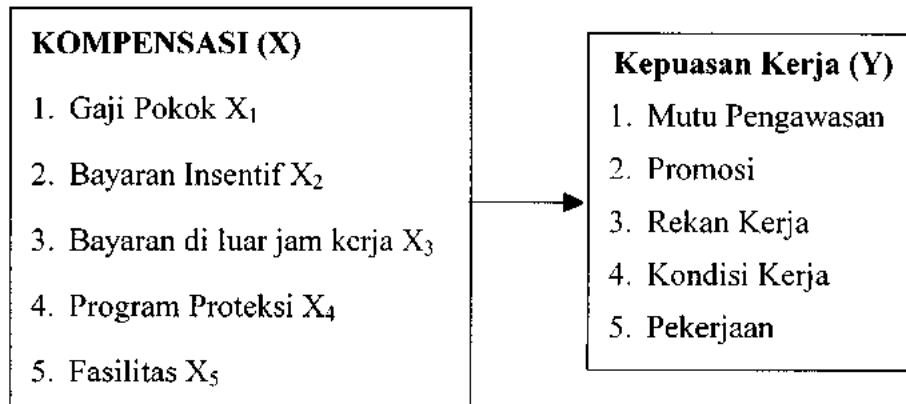 KOMPENSASI (X)
1. Gaji Pokok X₁
2. Bayaran Insentif X₂
3. Bayaran di luar jam kerja X₃
4. Program Proteksi X₄
5. Fasilitas X₅
Kepuasan Kerja (Y)
1. Mutu Pengawasan
2. Promosi
3. Rekan Kerja
4. Kondisi Kerja
5. Pekerjaan